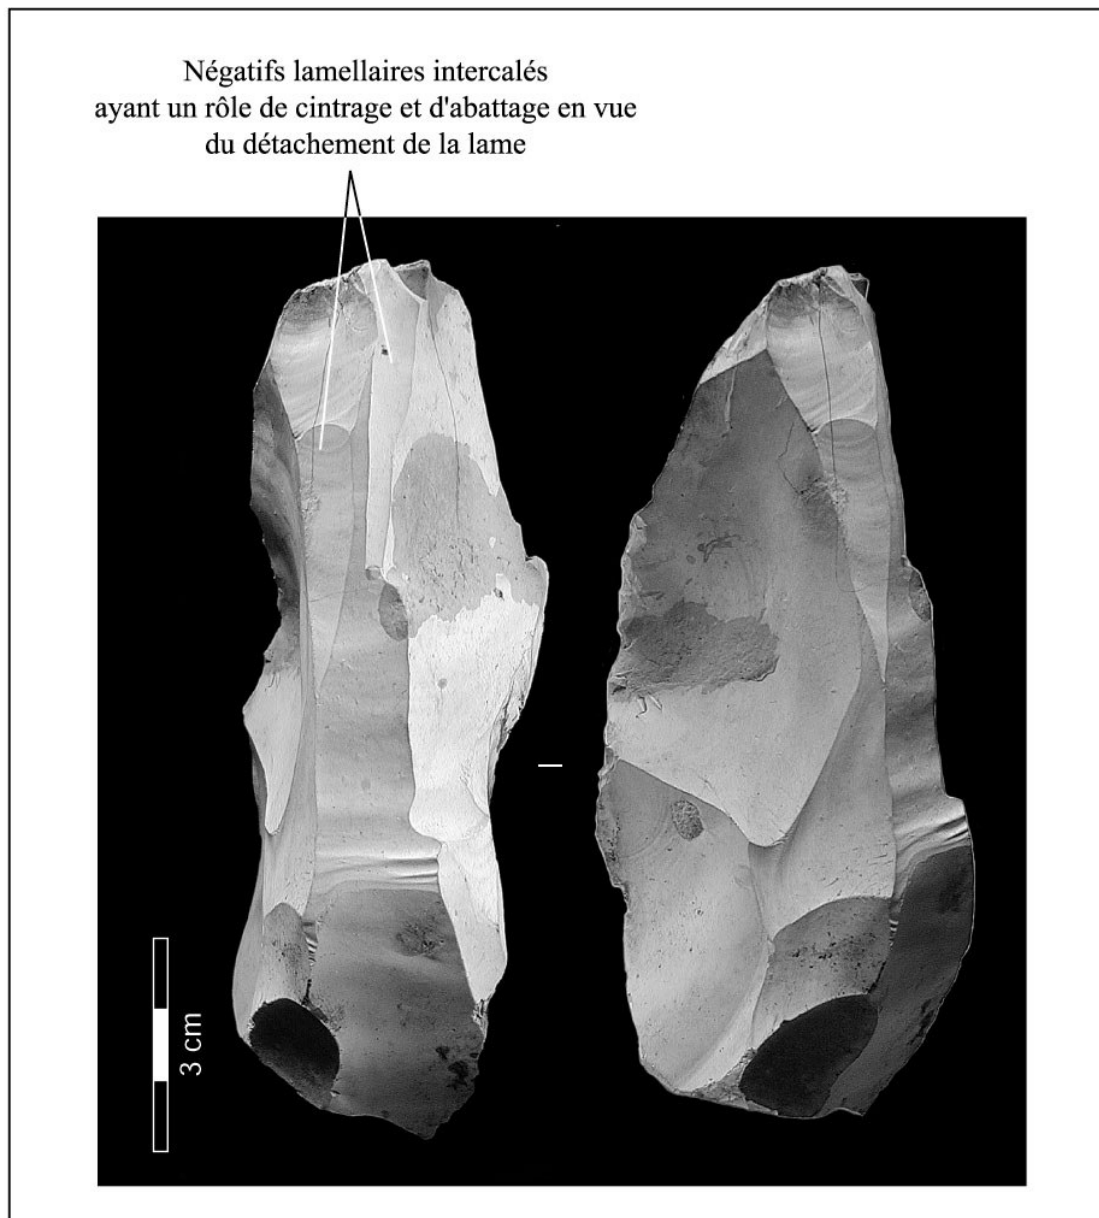 Négatifs lamellaires intercalés
ayant un rôle de cintrage et d'abattage en vue
du détachement de la lame
3 cm